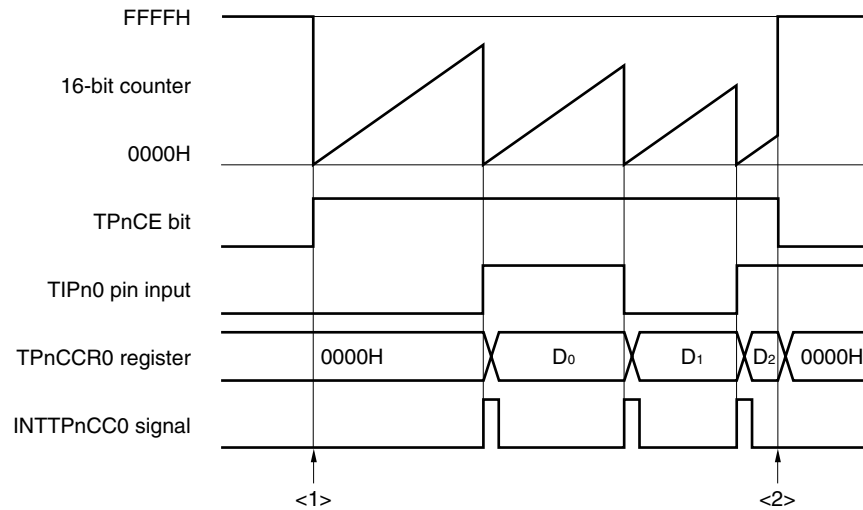 FFFFH
16-bit counter
0000H
TPnCE bit
TIPn0 pin input
TPnCCR0 register
0000H
D0
D1
D2
0000H
INTTPnCC0 signal
<1>
<2>